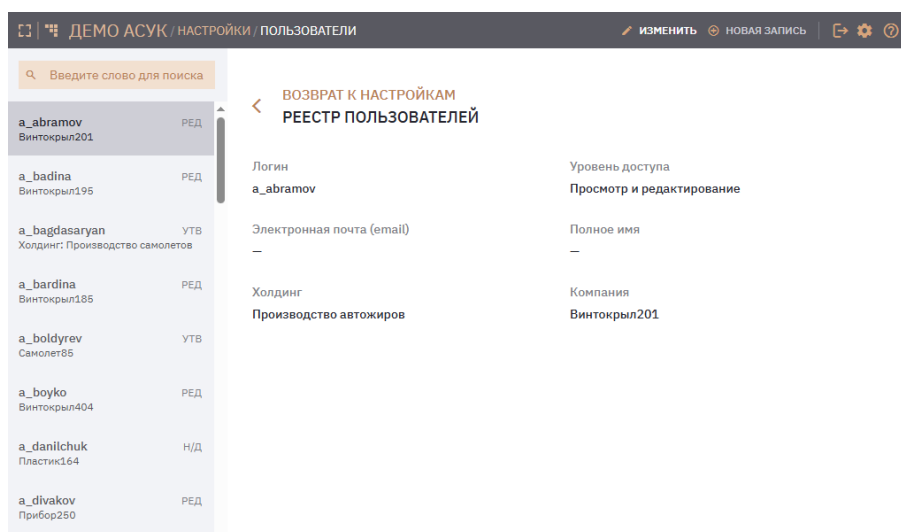 ДЕМО АСУК / НАСТРОЙКИ / ПОЛЬЗОВАТЕЛИ
ИЗМЕНИТЬ
НОВАЯ ЗАПИСЬ
Введите слово для поиска
a_abramov РЕД
Винтокрыл201
a_badina РЕД
Винтокрыл195
a_bagdasaryan УТВ
Холдинг: Производство самолетов
a_bardina РЕД
Винтокрыл185
a_boldyrev УТВ
Самолет85
a_boyko РЕД
Винтокрыл404
a_danilchuk Н/Д
Пластик164
a_divakov РЕД
Прибор250
ВОЗВРАТ К НАСТРОЙКАМ
РЕЕСТР ПОЛЬЗОВАТЕЛЕЙ
Логин
a_abramov
Уровень доступа
Просмотр и редактирование
Электронная почта (email)
—
Полное имя
—
Холдинг
Производство автожиров
Компания
Винтокрыл201